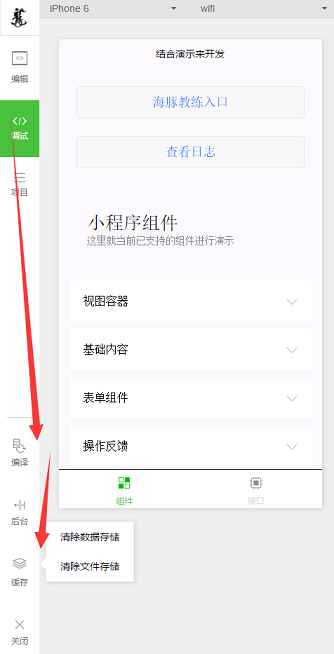 iPhone 6
wifi
编辑
调试
项目
编译
后台
缓存
关闭
结合演示来开发
海豚教练入口
查看日志
小程序组件
这里就当前已支持的组件进行演示
视图容器
基础内容
表单组件
操作反馈
组件
接口
清除数据存储
清除文件存储